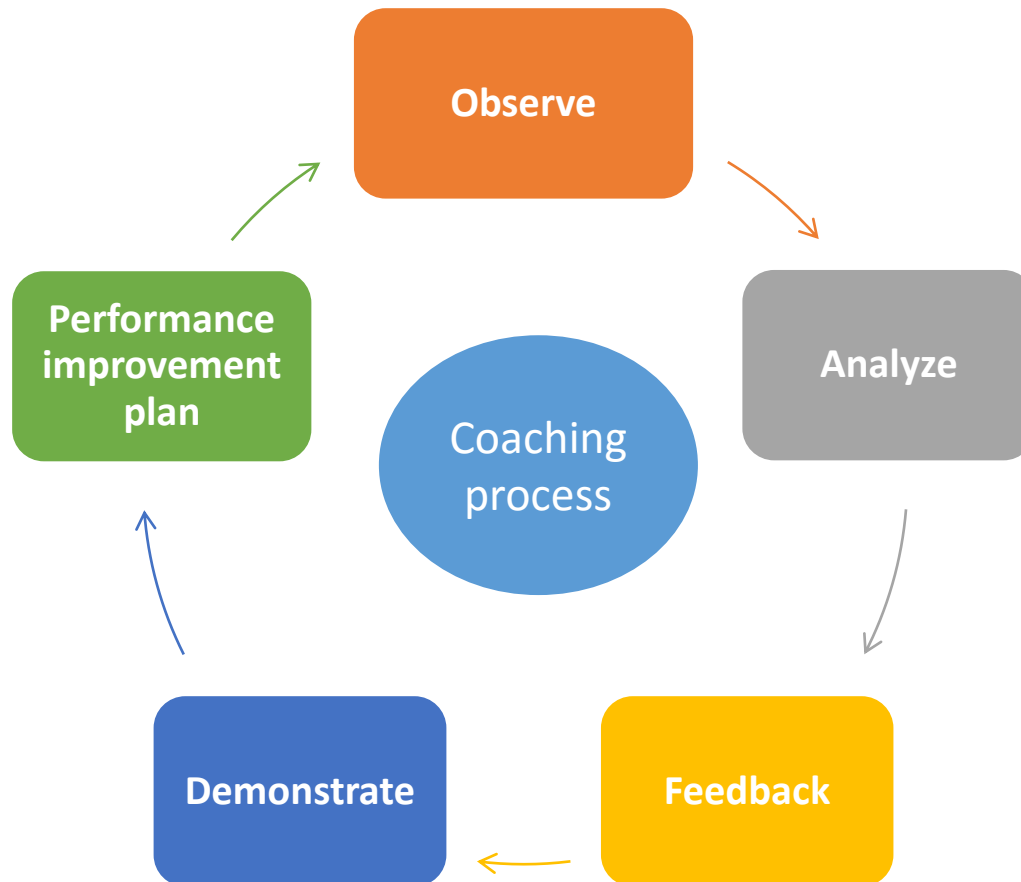 Observe
Analyze
Feedback
Demonstrate
Performance
improvement
plan
Coaching
process